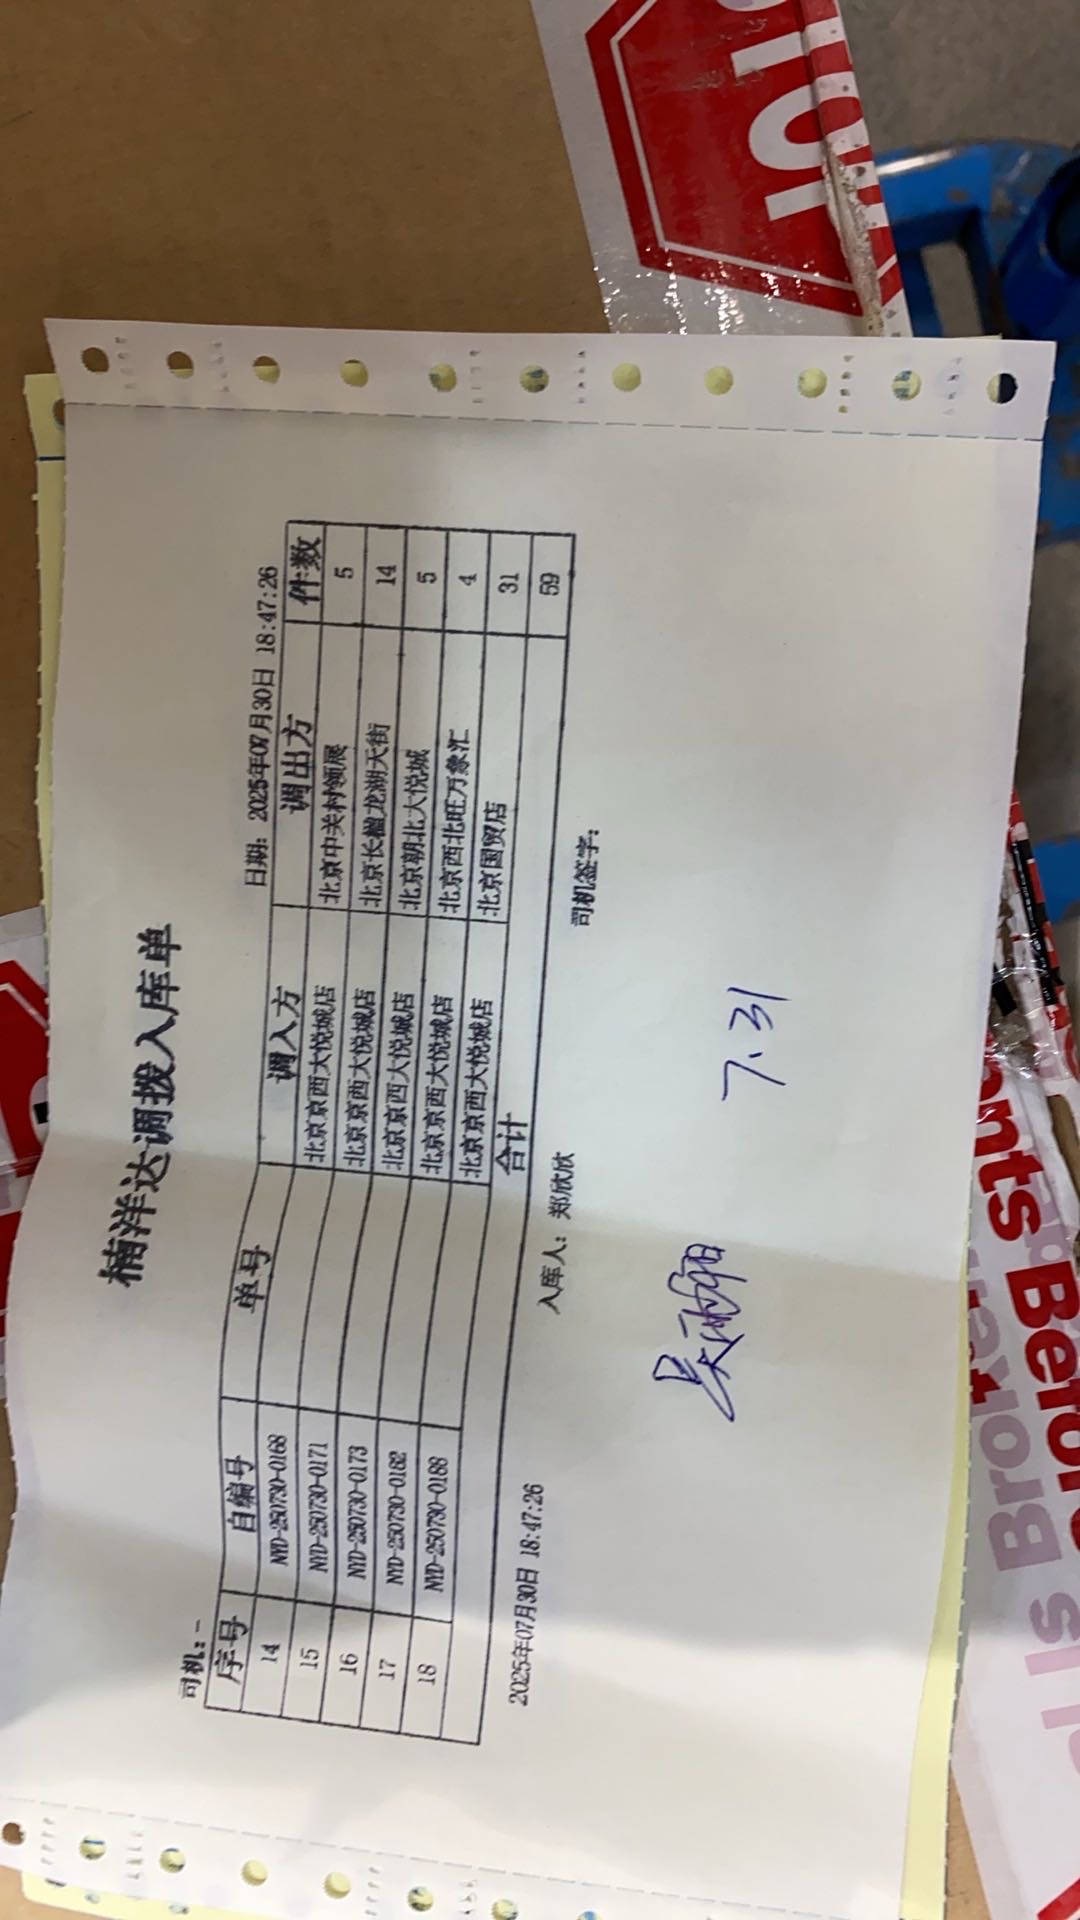 楠洋达调拨入库单
司机：-
日期：2025年07月30日 18:47:26
序号 自编号 单号 调入方 调出方 件数
14 NYD-250730-0168 北京京西大悦城店 北京中关村领展 5
15 NYD-250730-0171 北京京西大悦城店 北京长楹龙湖天街 14
16 NYD-250730-0173 北京京西大悦城店 北京朝北大悦城 5
17 NYD-250730-0182 北京京西大悦城店 北京西北旺万象汇 4
18 NYD-250730-0188 北京京西大悦城店 北京国贸店 31
合计 59
2025年07月30日 18:47:26 入库人：郑欣欣 司机签字：
7.31
Before